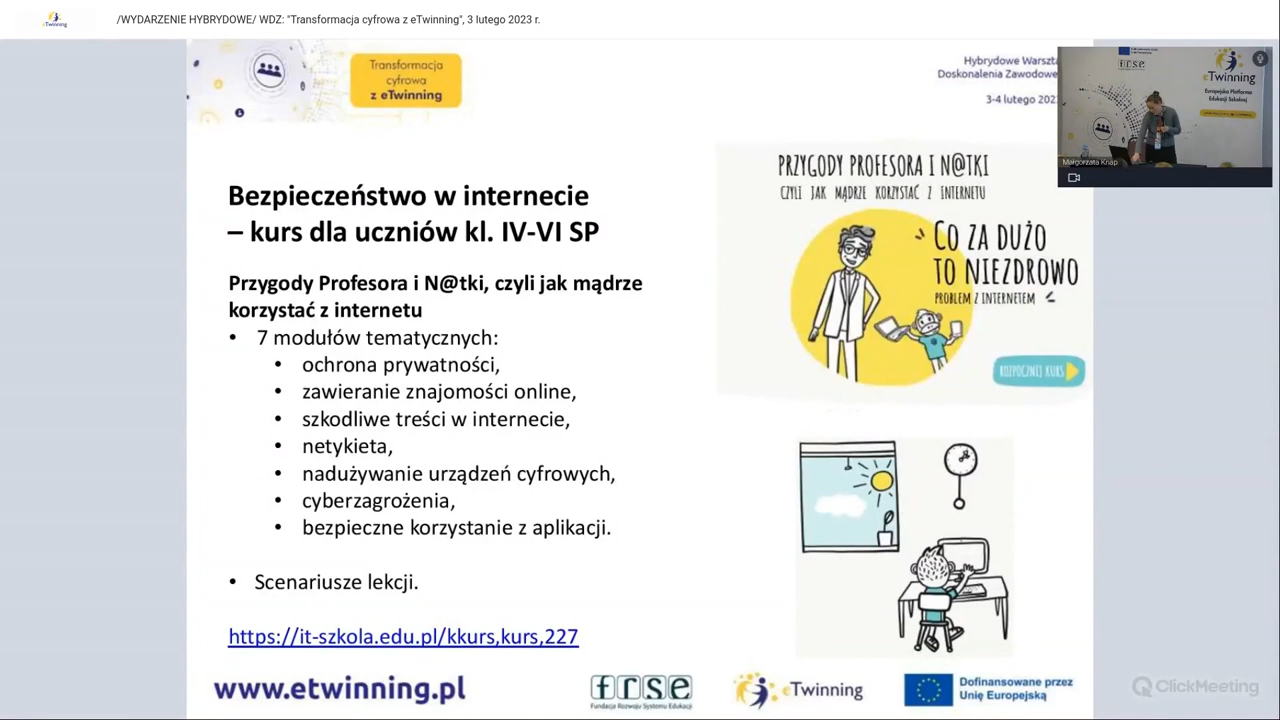 eTwinning
/WYDARZENIE HYBRYDOWE/ WDZ: "Transformacja cyfrowa z eTwinning", 3 lutego 2023 r.
Transformacja
cyfrowa
z eTwinning
Hybrydowe
Doskonalenia
3-4 lutego
frse
eTwinning
Europejska Platforma
Edukacji Szkolnej
Małgorzata Knap
Bezpieczeństwo w internecie
– kurs dla uczniów kl. IV-VI SP
Przygody Profesora i N@tki, czyli jak mądrze
korzystać z internetu
• 7 modułów tematycznych:
• ochrona prywatności,
• zawieranie znajomości online,
• szkodliwe treści w internecie,
• netykieta,
• nadużywanie urządzeń cyfrowych,
• cyberzagrożenia,
• bezpieczne korzystanie z aplikacji.
• Scenariusze lekcji.
https://it-szkola.edu.pl/kkurs,kurs,227
PRZYGODY PROFESORA I N@TKI
CZYLI JAK MĄDRZE KORZYSTAĆ Z INTERNETU
CO ZA DUŻO
TO NIEZDROWO
PROBLEM Z INTERNETEM
ROZPOCZNIJ KURS
www.etwinning.pl
frse
Fundacja Rozwoju Systemu Edukacji
eTwinning
Dofinansowane przez
Unię Europejską
ClickMeeting